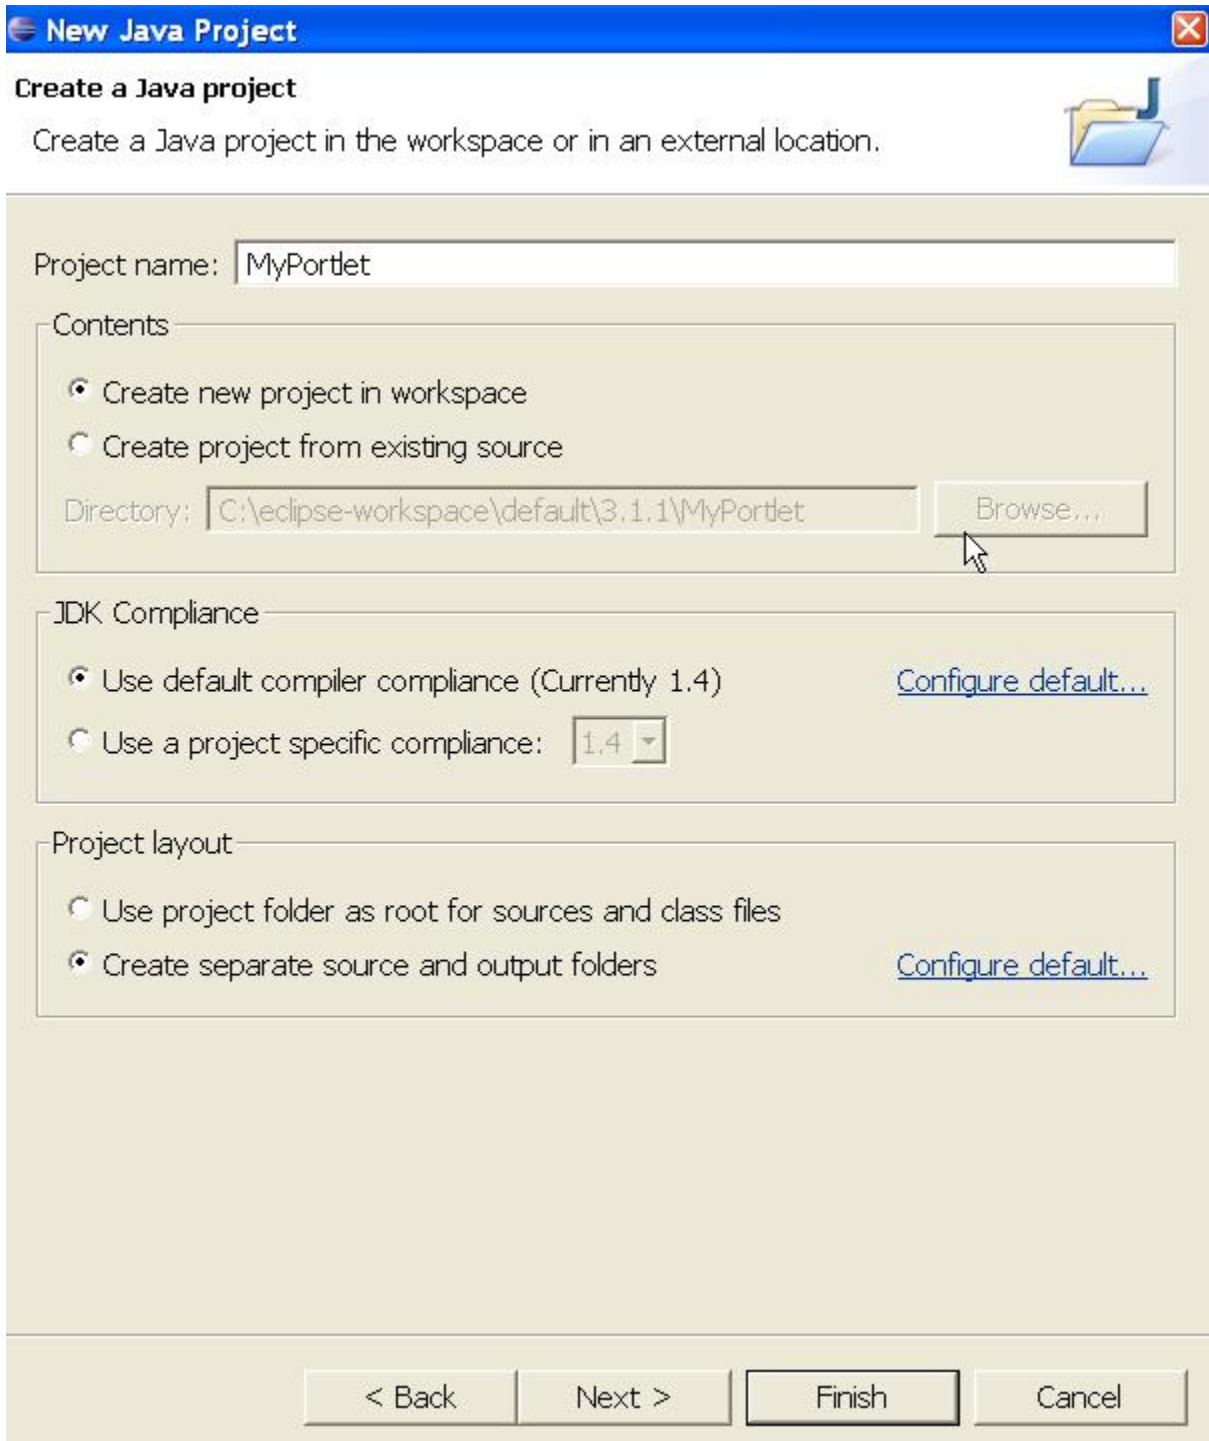 New Java Project
Create a Java project
Create a Java project in the workspace or in an external location.
Project name: MyPortlet
Contents
Create new project in workspace
Create project from existing source
Directory: C:\eclipse-workspace\default\3.1.1\MyPortlet Browse...
JDK Compliance
Use default compiler compliance (Currently 1.4) Configure default...
Use a project specific compliance: 1.4
Project layout
Use project folder as root for sources and class files
Create separate source and output folders Configure default...
< Back Next > Finish Cancel